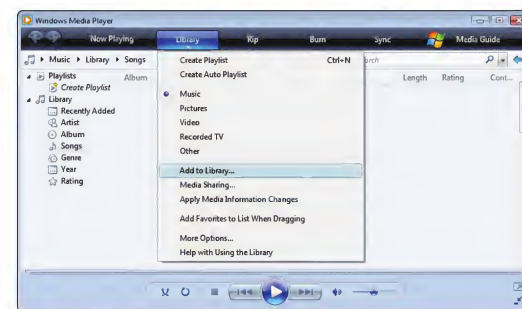 Windows Media Player
Now Playing Library Rip Burn Sync Media Guide
Music Library Songs
Playlists Album Length Rating Cont...
Create Playlist
Library
Recently Added
Artist
Album
Songs
Genre
Year
Rating
Create Playlist Ctrl+N
Create Auto Playlist
Music
Pictures
Video
Recorded TV
Other
Add to Library...
Media Sharing...
Apply Media Information Changes
Add Favorites to List When Dragging
More Options...
Help with Using the Library